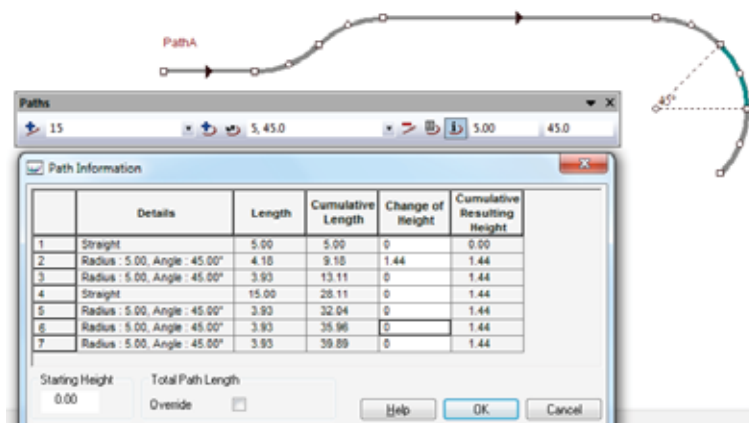 PathA
45°
Paths
15 5, 45.0 5.00 45.0
Path Information
Details Length Cumulative Length Change of Height Cumulative Resulting Height
1 Straight 5.00 5.00 0 0.00
2 Radius : 5.00, Angle : 45.00° 4.18 9.18 1.44 1.44
3 Radius : 5.00, Angle : 45.00° 3.93 13.11 0 1.44
4 Straight 15.00 28.11 0 1.44
5 Radius : 5.00, Angle : 45.00° 3.93 32.04 0 1.44
6 Radius : 5.00, Angle : 45.00° 3.93 35.96 0 1.44
7 Radius : 5.00, Angle : 45.00° 3.93 39.89 0 1.44
Starting Height Total Path Length
0.00 Override
Help OK Cancel